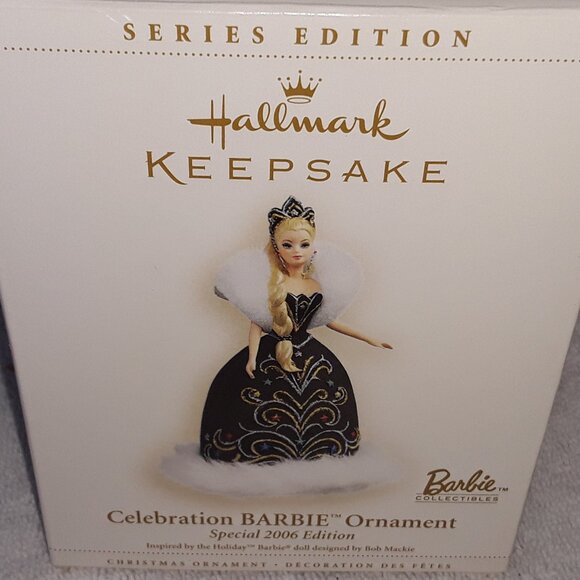 SERIES EDITION
Hallmark
KEEPSAKE
Barbie™
COLLECTIBLES
Celebration BARBIE™ Ornament
Special 2006 Edition
Inspired by the Holiday™ Barbie® doll designed by Bob Mackie
CHRISTMAS ORNAMENT • DÉCORATION DES FÊTES